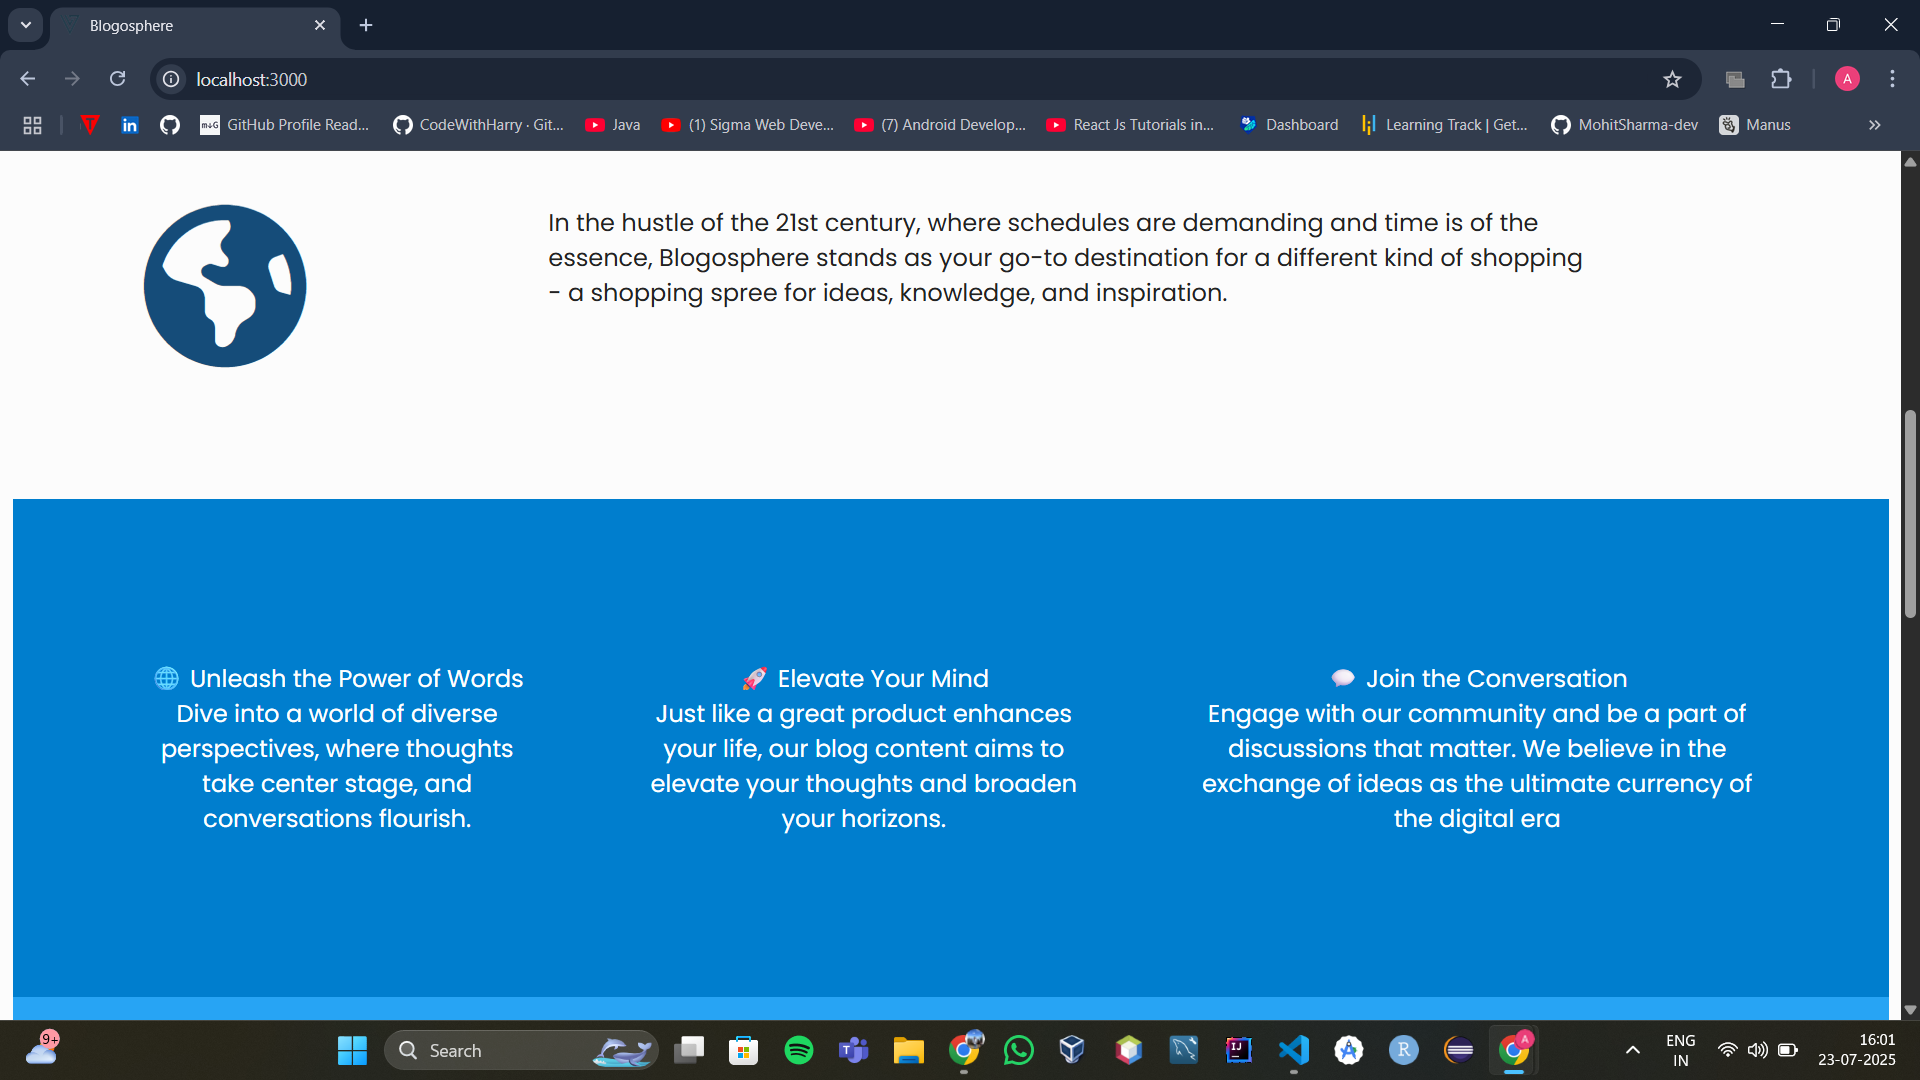 Blogosphere
localhost:3000
A
GitHub Profile Read...
CodeWithHarry · Git...
Java
(1) Sigma Web Deve...
(7) Android Develop...
React Js Tutorials in...
Dashboard
Learning Track | Get...
MohitSharma-dev
Manus
In the hustle of the 21st century, where schedules are demanding and time is of the
essence, Blogosphere stands as your go-to destination for a different kind of shopping
- a shopping spree for ideas, knowledge, and inspiration.
🌐 Unleash the Power of Words
Dive into a world of diverse
perspectives, where thoughts
take center stage, and
conversations flourish.
🚀 Elevate Your Mind
Just like a great product enhances
your life, our blog content aims to
elevate your thoughts and broaden
your horizons.
💬 Join the Conversation
Engage with our community and be a part of
discussions that matter. We believe in the
exchange of ideas as the ultimate currency of
the digital era
9+
Search
ENG
IN
16:01
23-07-2025